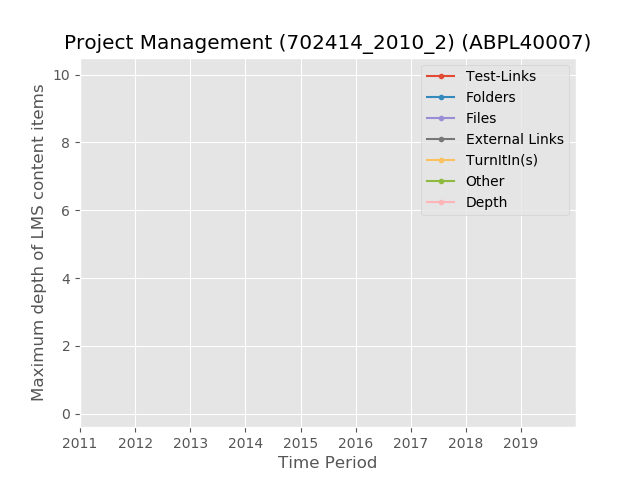 Project Management (702414_2010_2) (ABPL40007)
Maximum depth of LMS content items
10
8
6
4
2
0
Test-Links
Folders
Files
External Links
TurnItIn(s)
Other
Depth
2011 2012 2013 2014 2015 2016 2017 2018 2019
Time Period